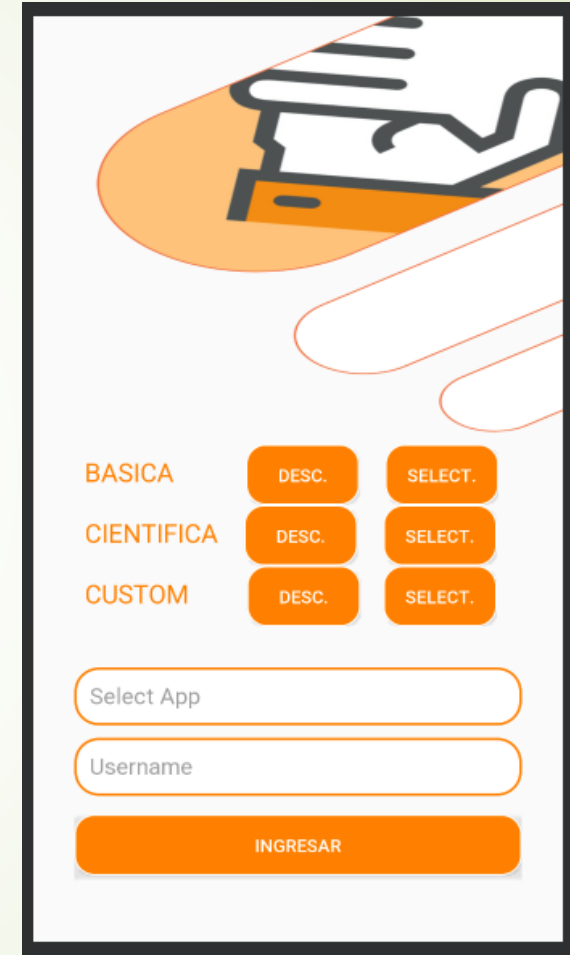 BASICA DESC. SELECT.
CIENTIFICA DESC. SELECT.
CUSTOM DESC. SELECT.
Select App
Username
INGRESAR